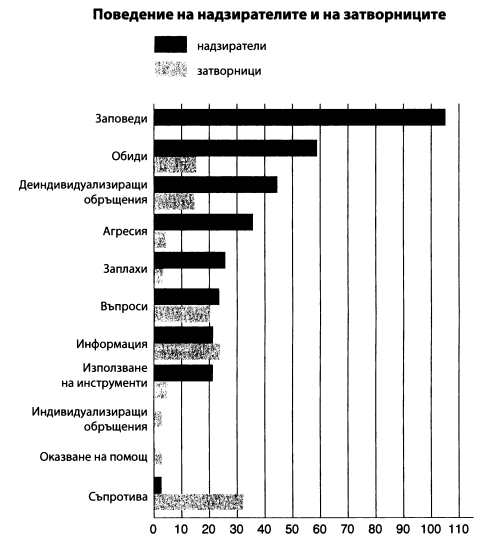 Поведение на надзирателите и на затворниците
надзиратели
затворници
Заповеди
Обиди
Деиндивидуализиращи
обръщения
Агресия
Заплахи
Въпроси
Информация
Използване
на инструменти
Индивидуализиращи
обръщения
Оказване на помощ
Съпротива
0 10 20 30 40 50 60 70 80 90 100 110